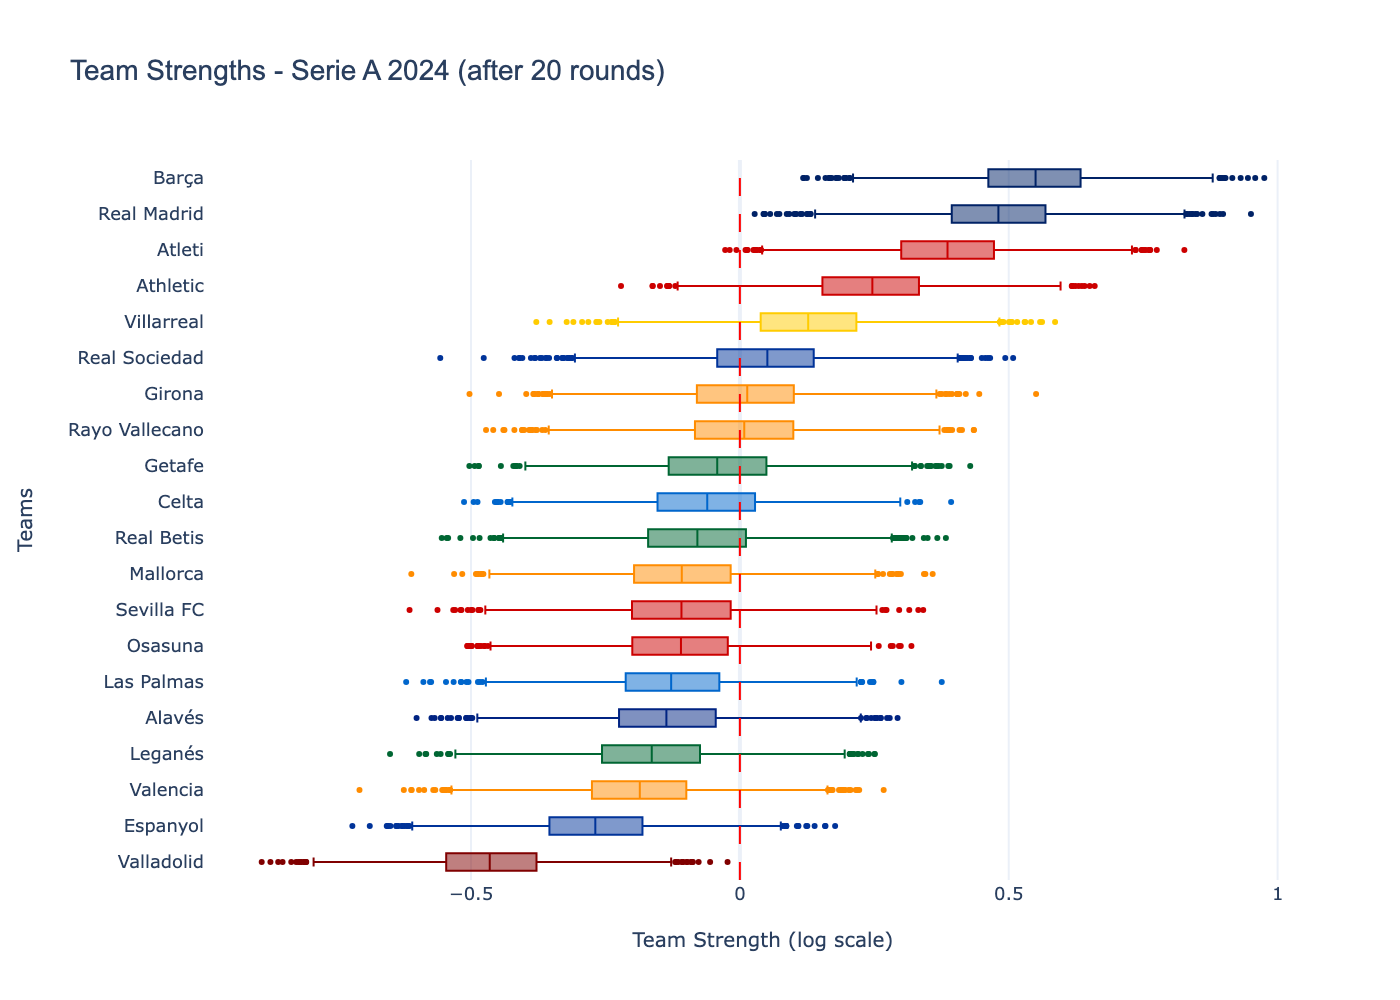 Team Strengths - Serie A 2024 (after 20 rounds)
Barça
Real Madrid
Atleti
Athletic
Villarreal
Real Sociedad
Girona
Rayo Vallecano
Getafe
Celta
Real Betis
Mallorca
Sevilla FC
Osasuna
Las Palmas
Alavés
Leganés
Valencia
Espanyol
Valladolid
Teams
−0.5 0 0.5 1
Team Strength (log scale)